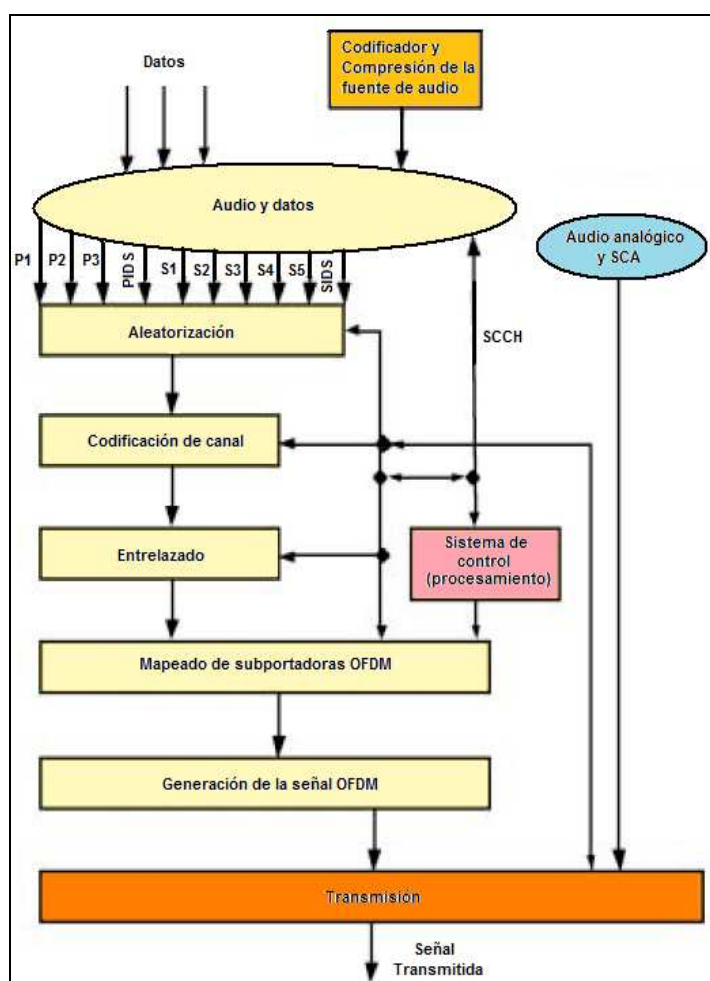 Datos
Codificador y
Compresión de la
fuente de audio
Audio y datos
Audio analógico
y SCA
P1
P2
P3
PIDS
S1
S2
S3
S4
S5
SIDS
Aleatorización
SCCH
Codificación de canal
Entrelazado
Sistema de
control
(procesamiento)
Mapeado de subportadoras OFDM
Generación de la señal OFDM
Transmisión
Señal
Transmitida